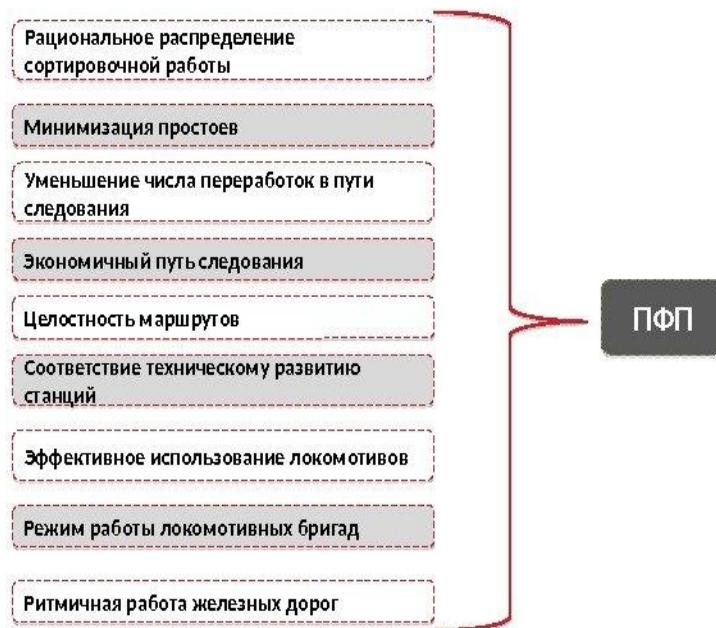 Рациональное распределение
сортировочной работы
Минимизация простоев
Уменьшение числа переработок в пути
следования
Экономичный путь следования
Целостность маршрутов
Соответствие техническому развитию
станций
Эффективное использование локомотивов
Режим работы локомотивных бригад
Ритмичная работа железных дорог
ПФП